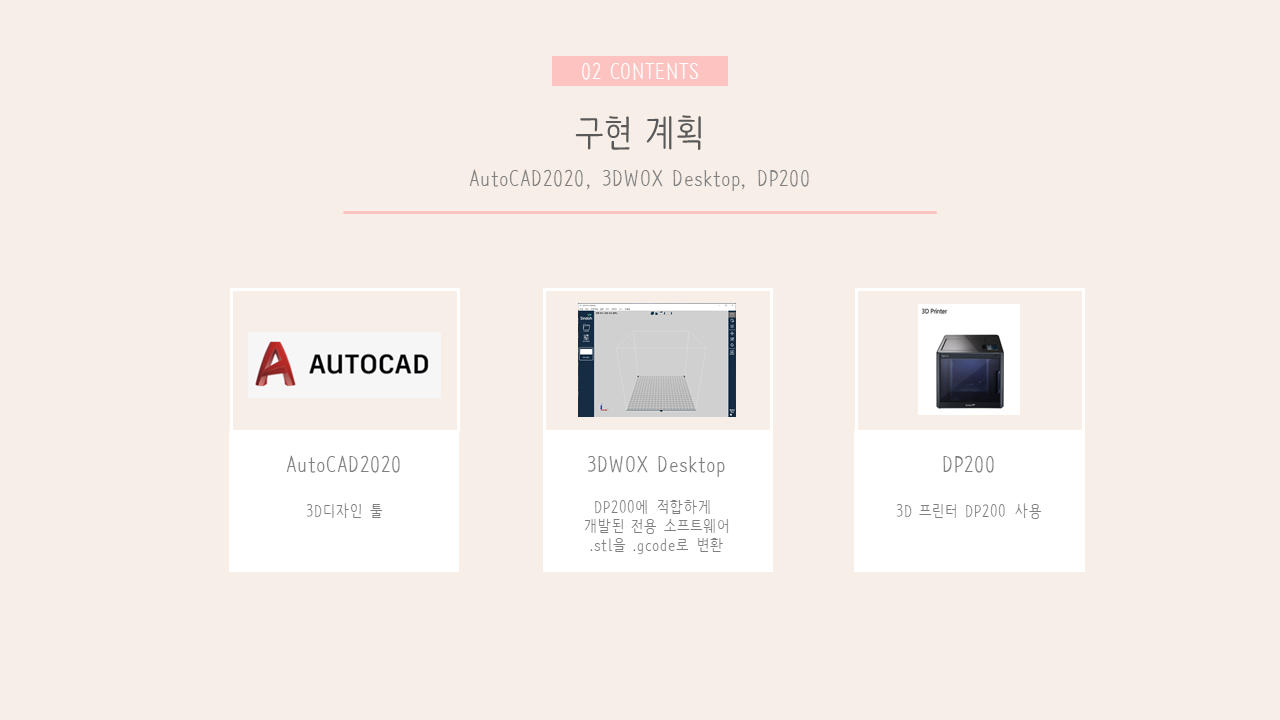 02 CONTENTS
구현 계획
AutoCAD2020, 3DWOX Desktop, DP200
AUTOCAD
3D Printer
AutoCAD2020
3DWOX Desktop
DP200
3D디자인 툴
DP200에 적합하게
개발된 전용 소프트웨어
.stl을 .gcode로 변환
3D 프린터 DP200 사용